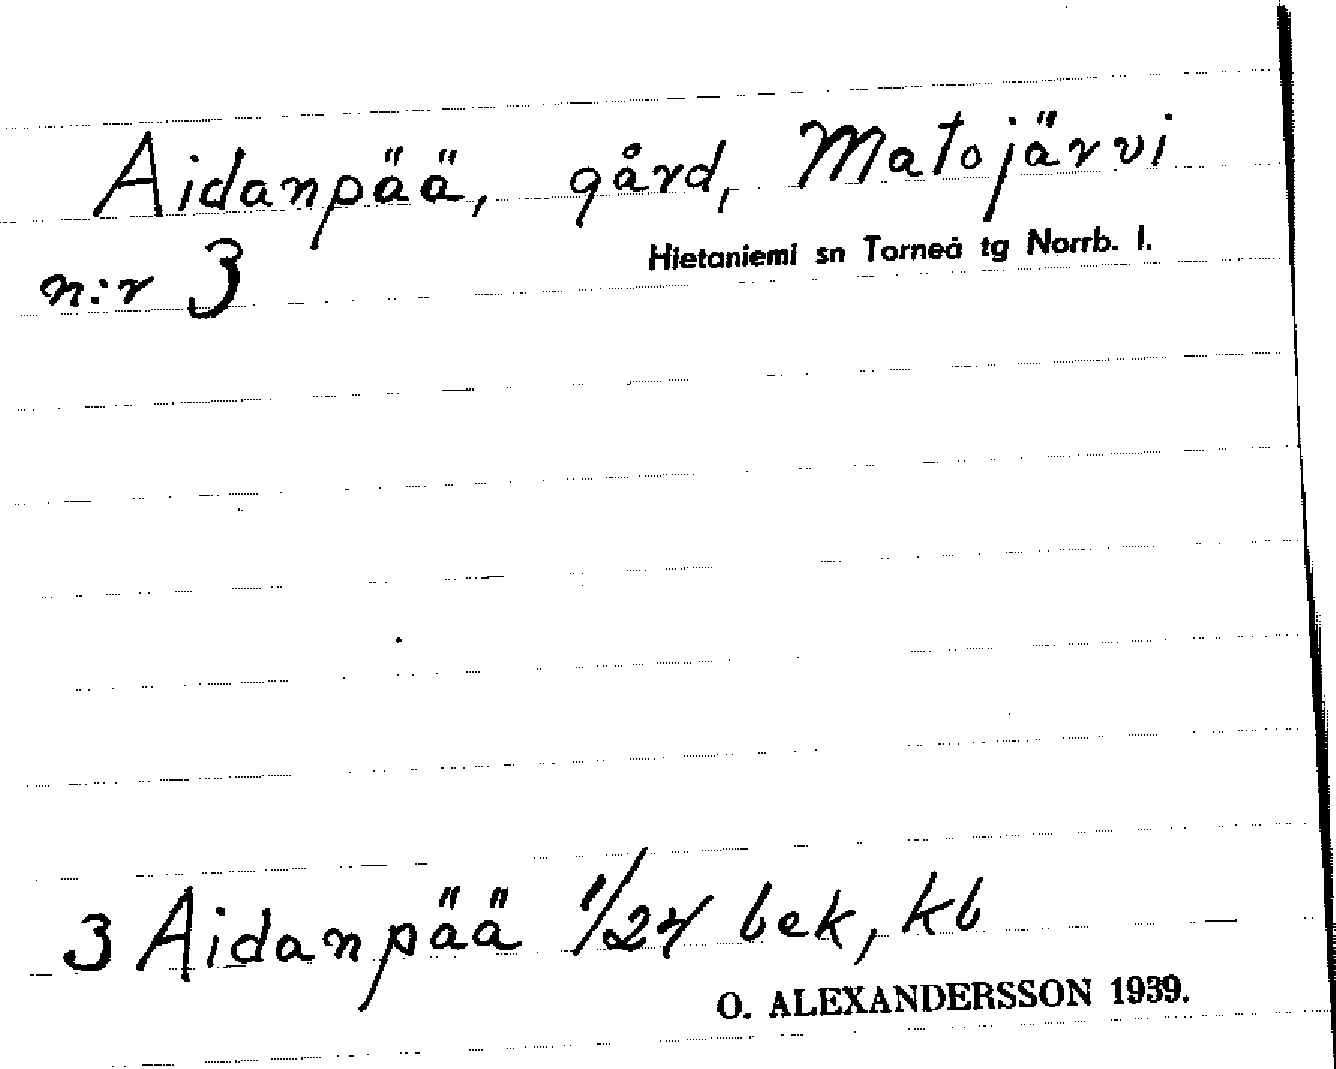 Aidanpää, gård, Matojärvi
n:r 3
Hietaniemi sn Torneå tg Norrb. l.
3 Aidanpää 1/24 bek, kb
O. ALEXANDERSSON 1939.